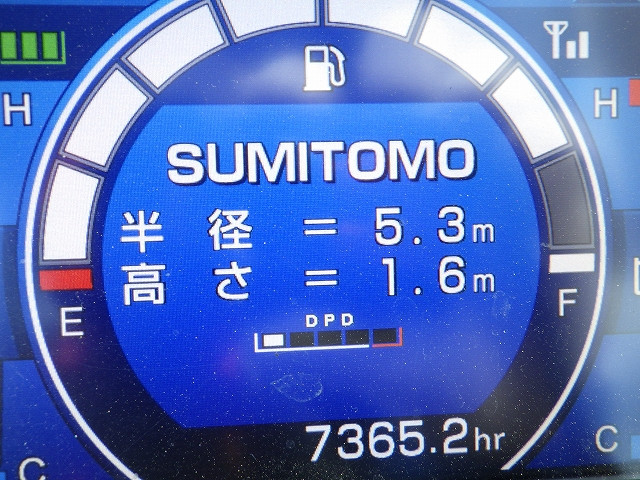 H
H
SUMITOMO
半径 = 5.3m
高さ = 1.6m
E
F
DPD
7365.2hr
C
C